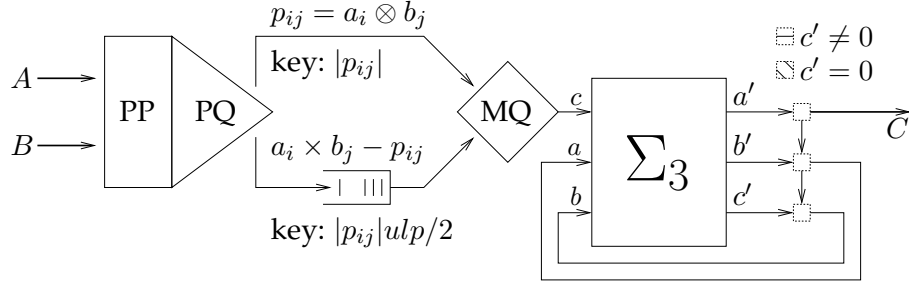 p_{ij} = a_i ⊗ b_j
key: |p_{ij}|
A
B
PP
PQ
MQ
a_i × b_j − p_{ij}
key: |p_{ij}|ulp/2
c
a
b
Σ_3
a′
b′
c′
c′ ≠ 0
c′ = 0
C